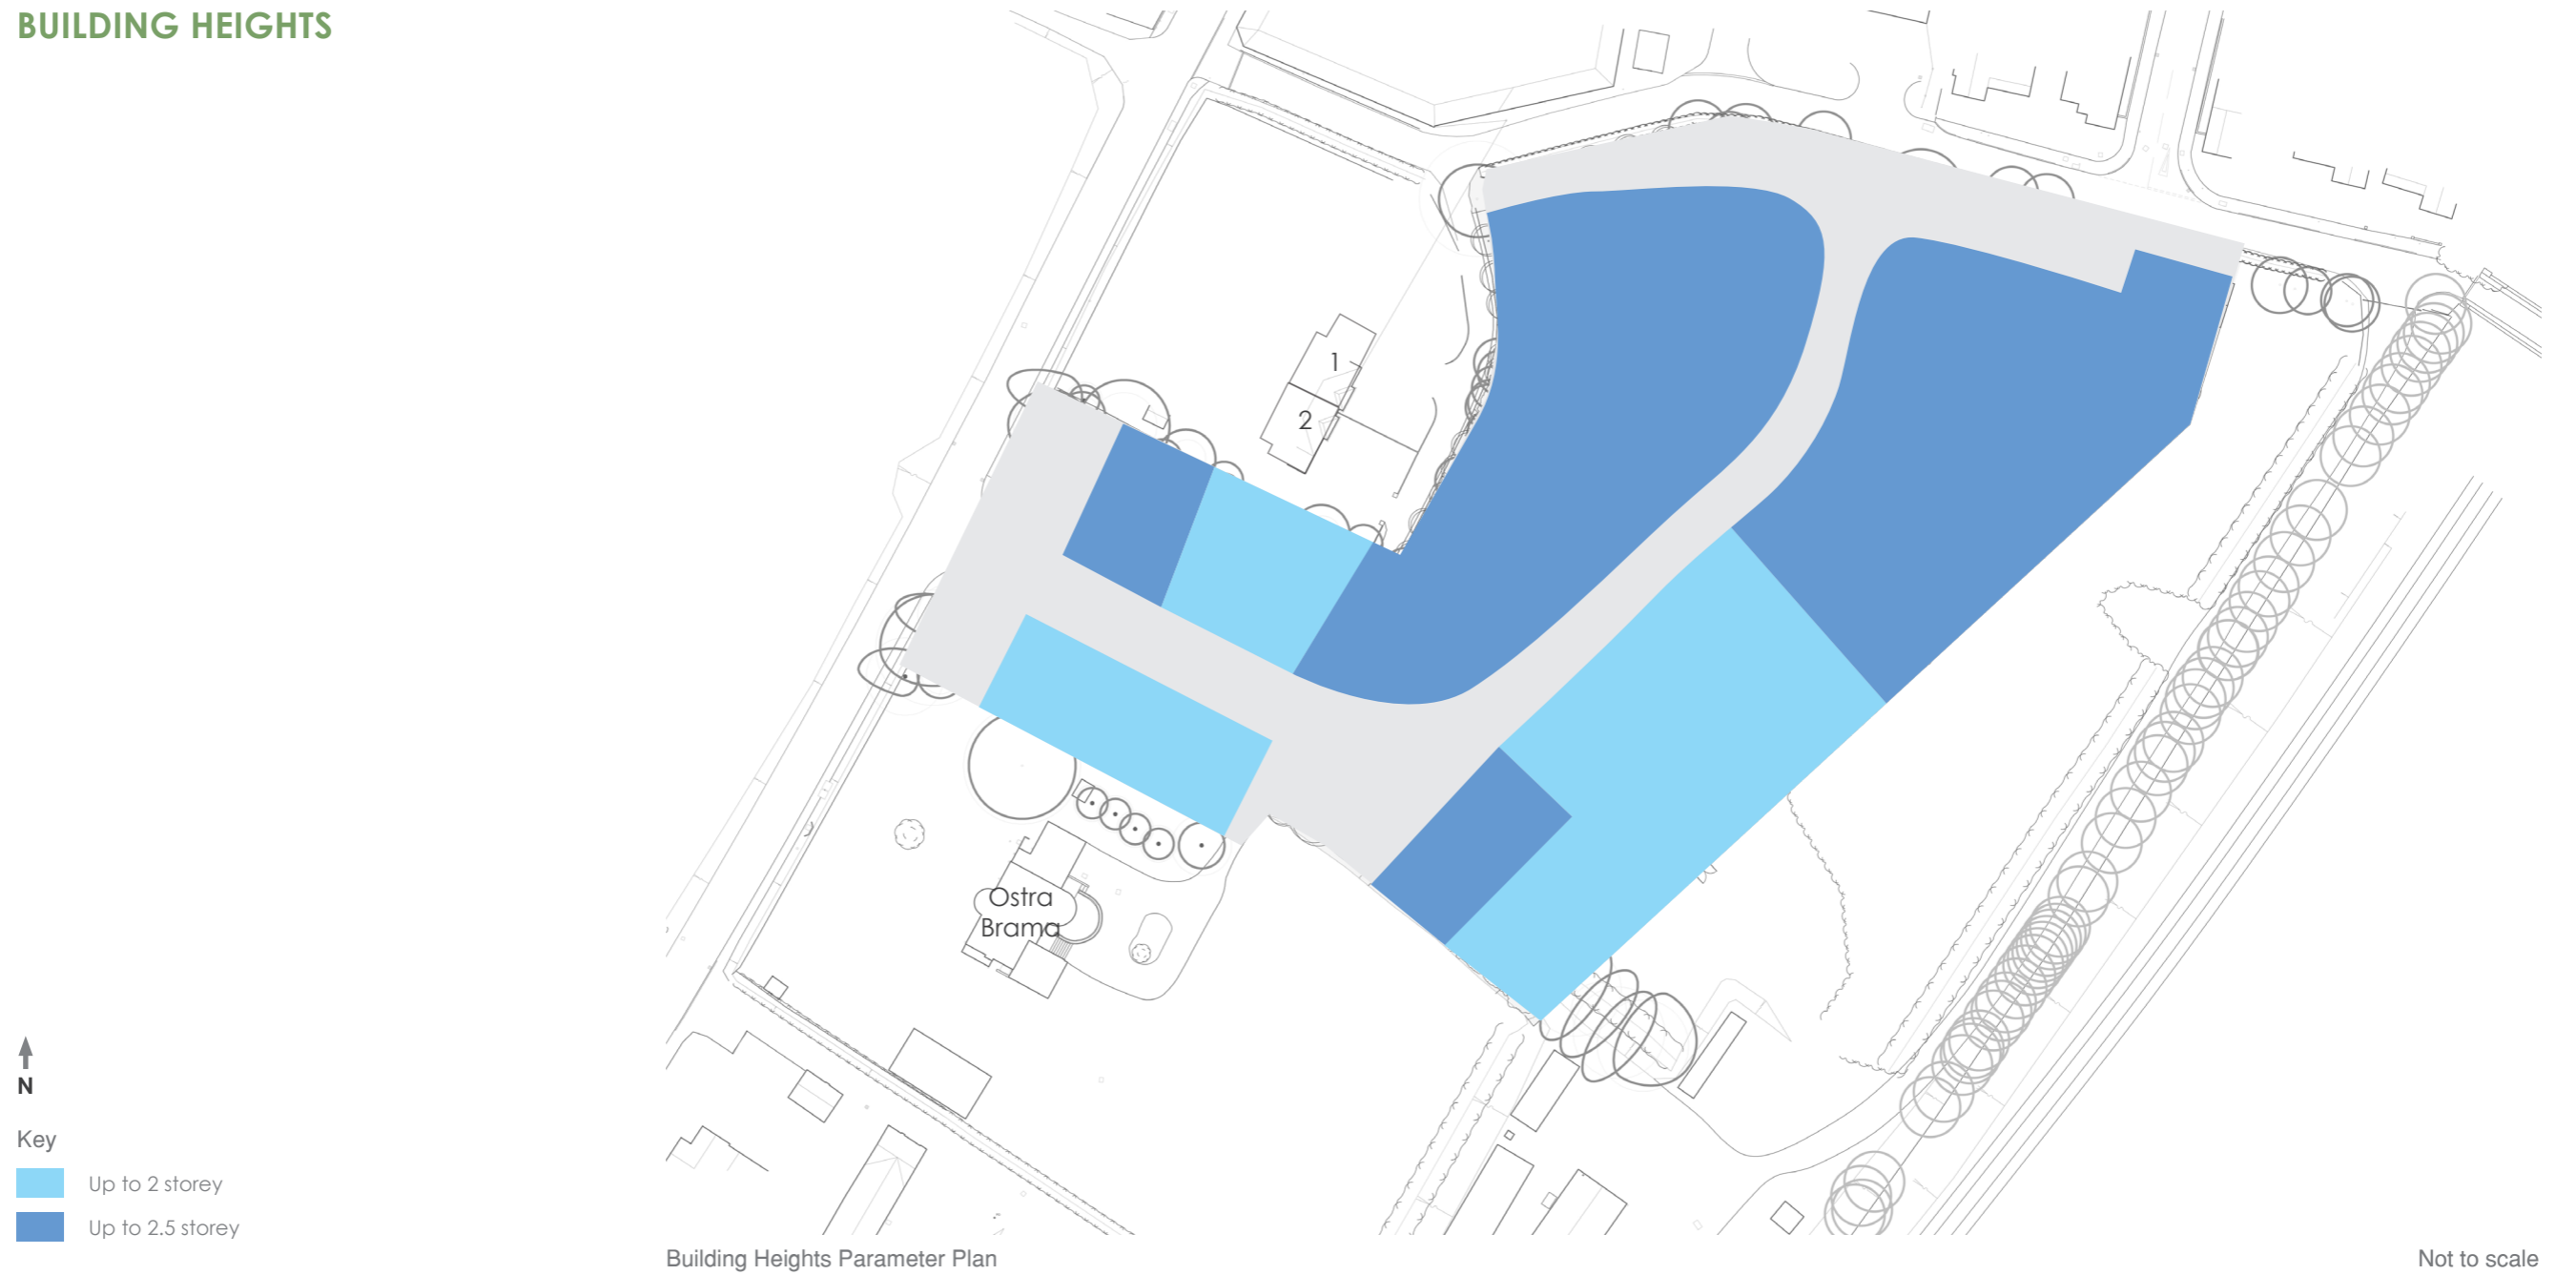 BUILDING HEIGHTS
1
2
Ostra
Brama
N
Key
Up to 2 storey
Up to 2.5 storey
Building Heights Parameter Plan
Not to scale